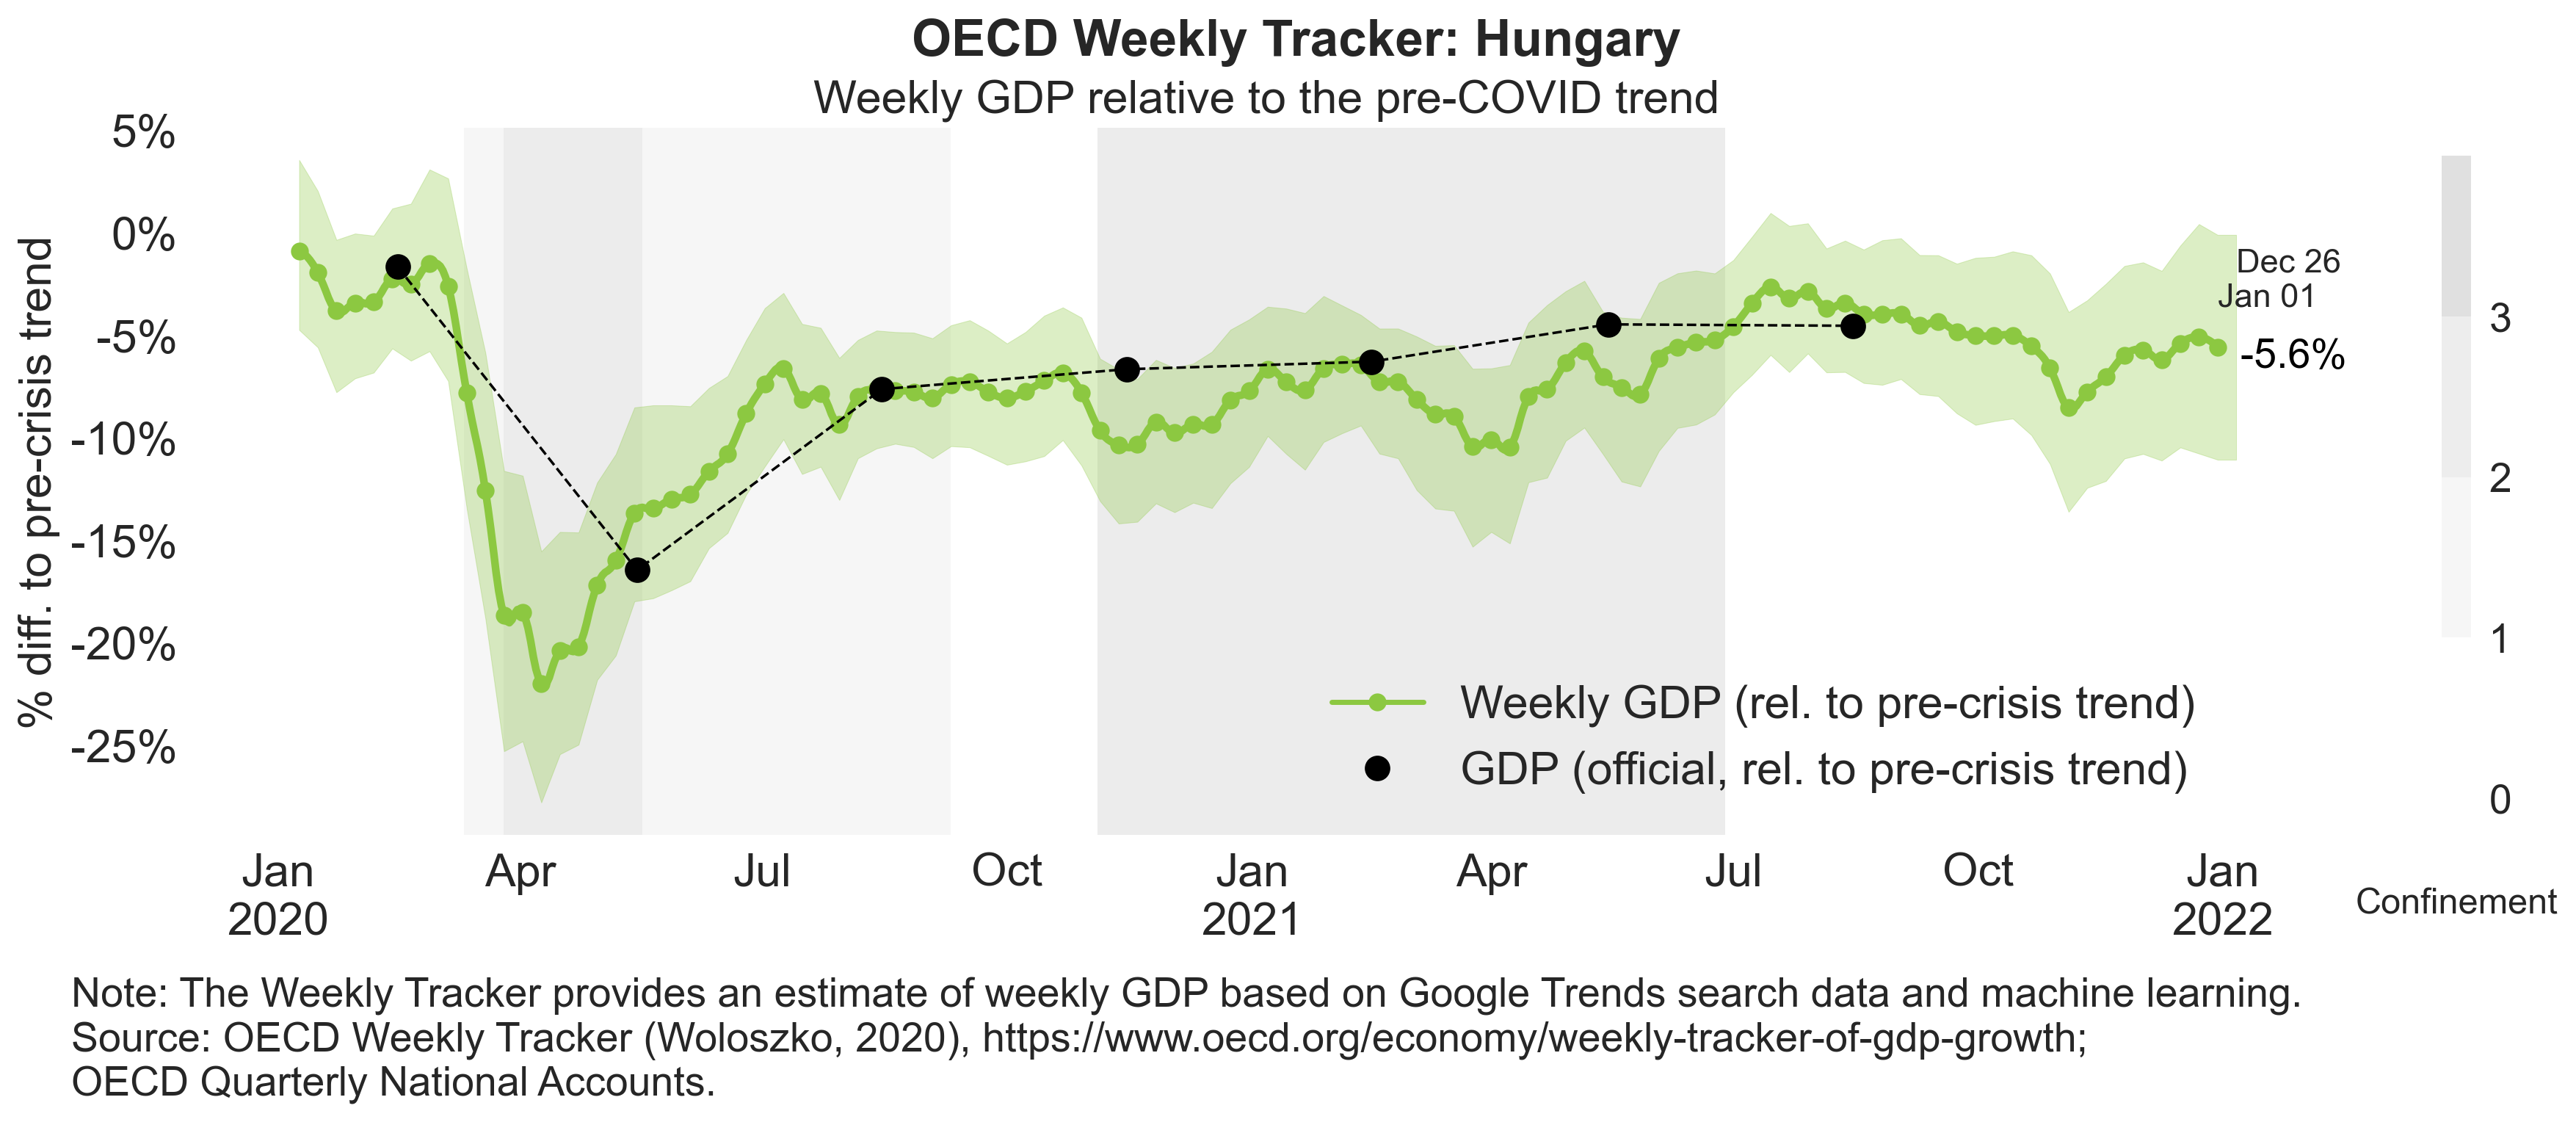 OECD Weekly Tracker: Hungary
Weekly GDP relative to the pre-COVID trend
% diff. to pre-crisis trend
5%
0%
-5%
-10%
-15%
-20%
-25%
Dec 26
Jan 01
-5.6%
Weekly GDP (rel. to pre-crisis trend)
GDP (official, rel. to pre-crisis trend)
3
2
1
0
Confinement
Jan Apr Jul Oct Jan Apr Jul Oct Jan
2020 2021 2022
Note: The Weekly Tracker provides an estimate of weekly GDP based on Google Trends search data and machine learning.
Source: OECD Weekly Tracker (Woloszko, 2020), https://www.oecd.org/economy/weekly-tracker-of-gdp-growth;
OECD Quarterly National Accounts.